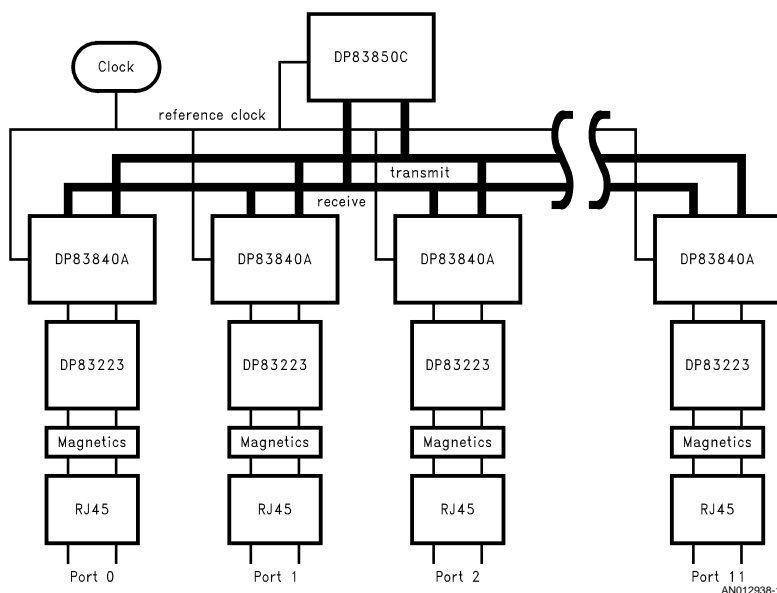 DP83850C
Clock
reference clock
transmit
receive
DP83840A DP83840A DP83840A DP83840A
DP83223 DP83223 DP83223 DP83223
Magnetics Magnetics Magnetics Magnetics
RJ45 RJ45 RJ45 RJ45
Port 0 Port 1 Port 2 Port 11